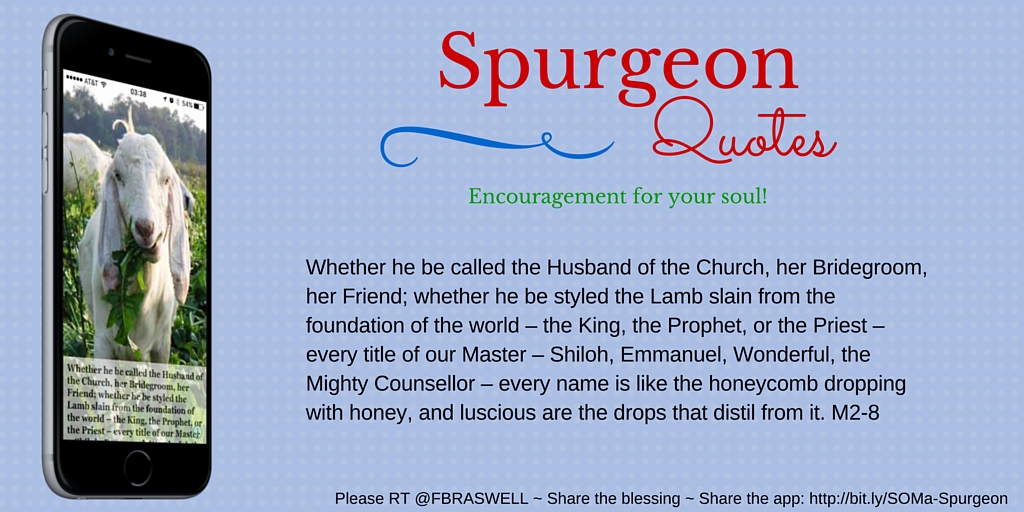 Spurgeon
Quotes
Encouragement for your soul!
Whether he be called the Husband of the Church, her Bridegroom,
her Friend; whether he be styled the Lamb slain from the
foundation of the world – the King, the Prophet, or the Priest –
every title of our Master – Shiloh, Emmanuel, Wonderful, the
Mighty Counsellor – every name is like the honeycomb dropping
with honey, and luscious are the drops that distil from it. M2-8
AT&T
03:38
54%
Whether he be called the Husband of
the Church, her Bridegroom, her
Friend; whether he be styled the
Lamb slain from the foundation of
the world – the King, the Prophet, or
the Priest – every title of our Master
Please RT @FBRASWELL ~ Share the blessing ~ Share the app: http://bit.ly/SOMa-Spurgeon